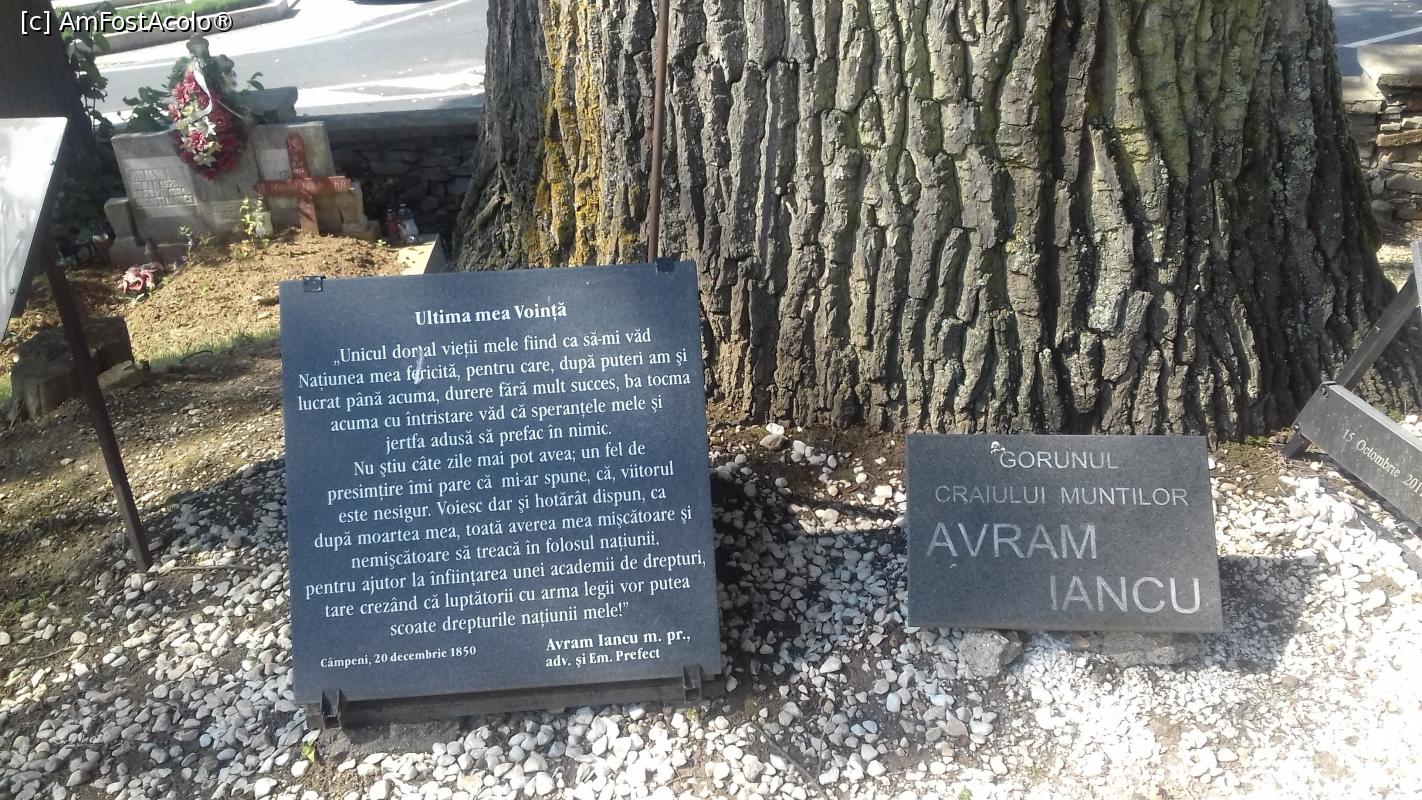 [c] AmFostAcolo®
Ultima mea Voință
„Unicul dor al vieții mele fiind ca să-mi văd
Națiunea mea fericită, pentru care, după puteri am și
lucrat până acuma, durere fără mult succes, ba tocma
acuma cu întristare văd că speranțele mele și
jertfa adusă să prefac în nimic.
Nu știu câte zile mai pot avea; un fel de
presimțire îmi pare că mi-ar spune, că, viitorul
este nesigur. Voiesc dar și hotărât dispun, ca
după moartea mea, toată averea mea mișcătoare și
nemișcătoare să treacă în folosul națiunii,
pentru ajutor la înființarea unei academii de drepturi,
tare crezând că luptătorii cu arma legii vor putea
scoate drepturile națiunii mele!”
Avram Iancu m. pr.,
adv. și Em. Prefect
Câmpeni, 20 decembrie 1850
GORUNUL
CRAIULUI MUNTILOR
AVRAM
IANCU
15 Octombrie